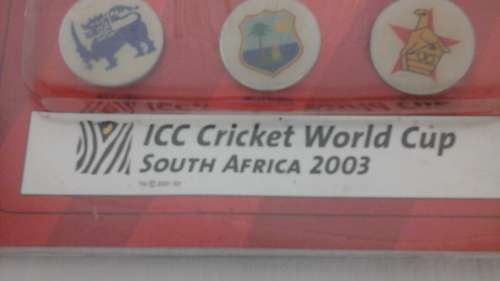 ICC Cricket World Cup
SOUTH AFRICA 2003